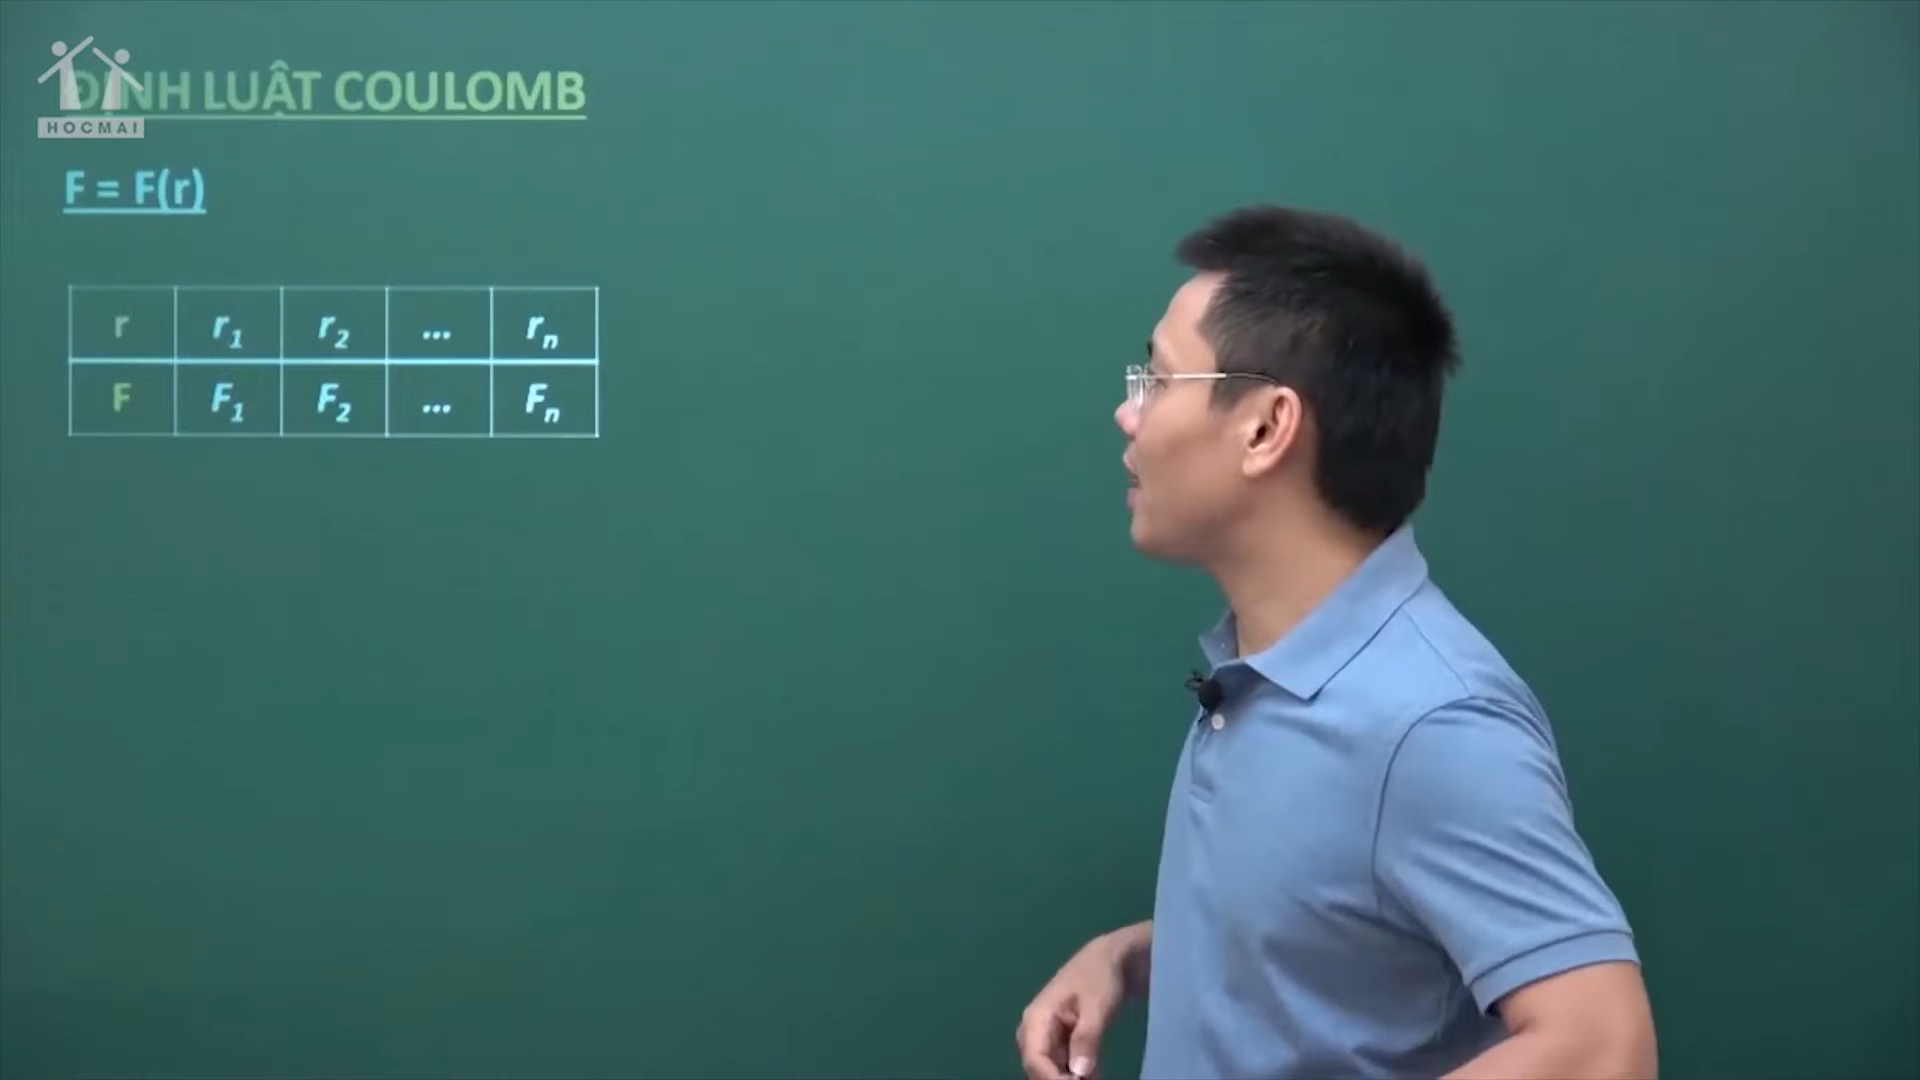 ĐỊNH LUẬT COULOMB
HOCMAI
F = F(r)
r r₁ r₂ ... rₙ
F F₁ F₂ ... Fₙ